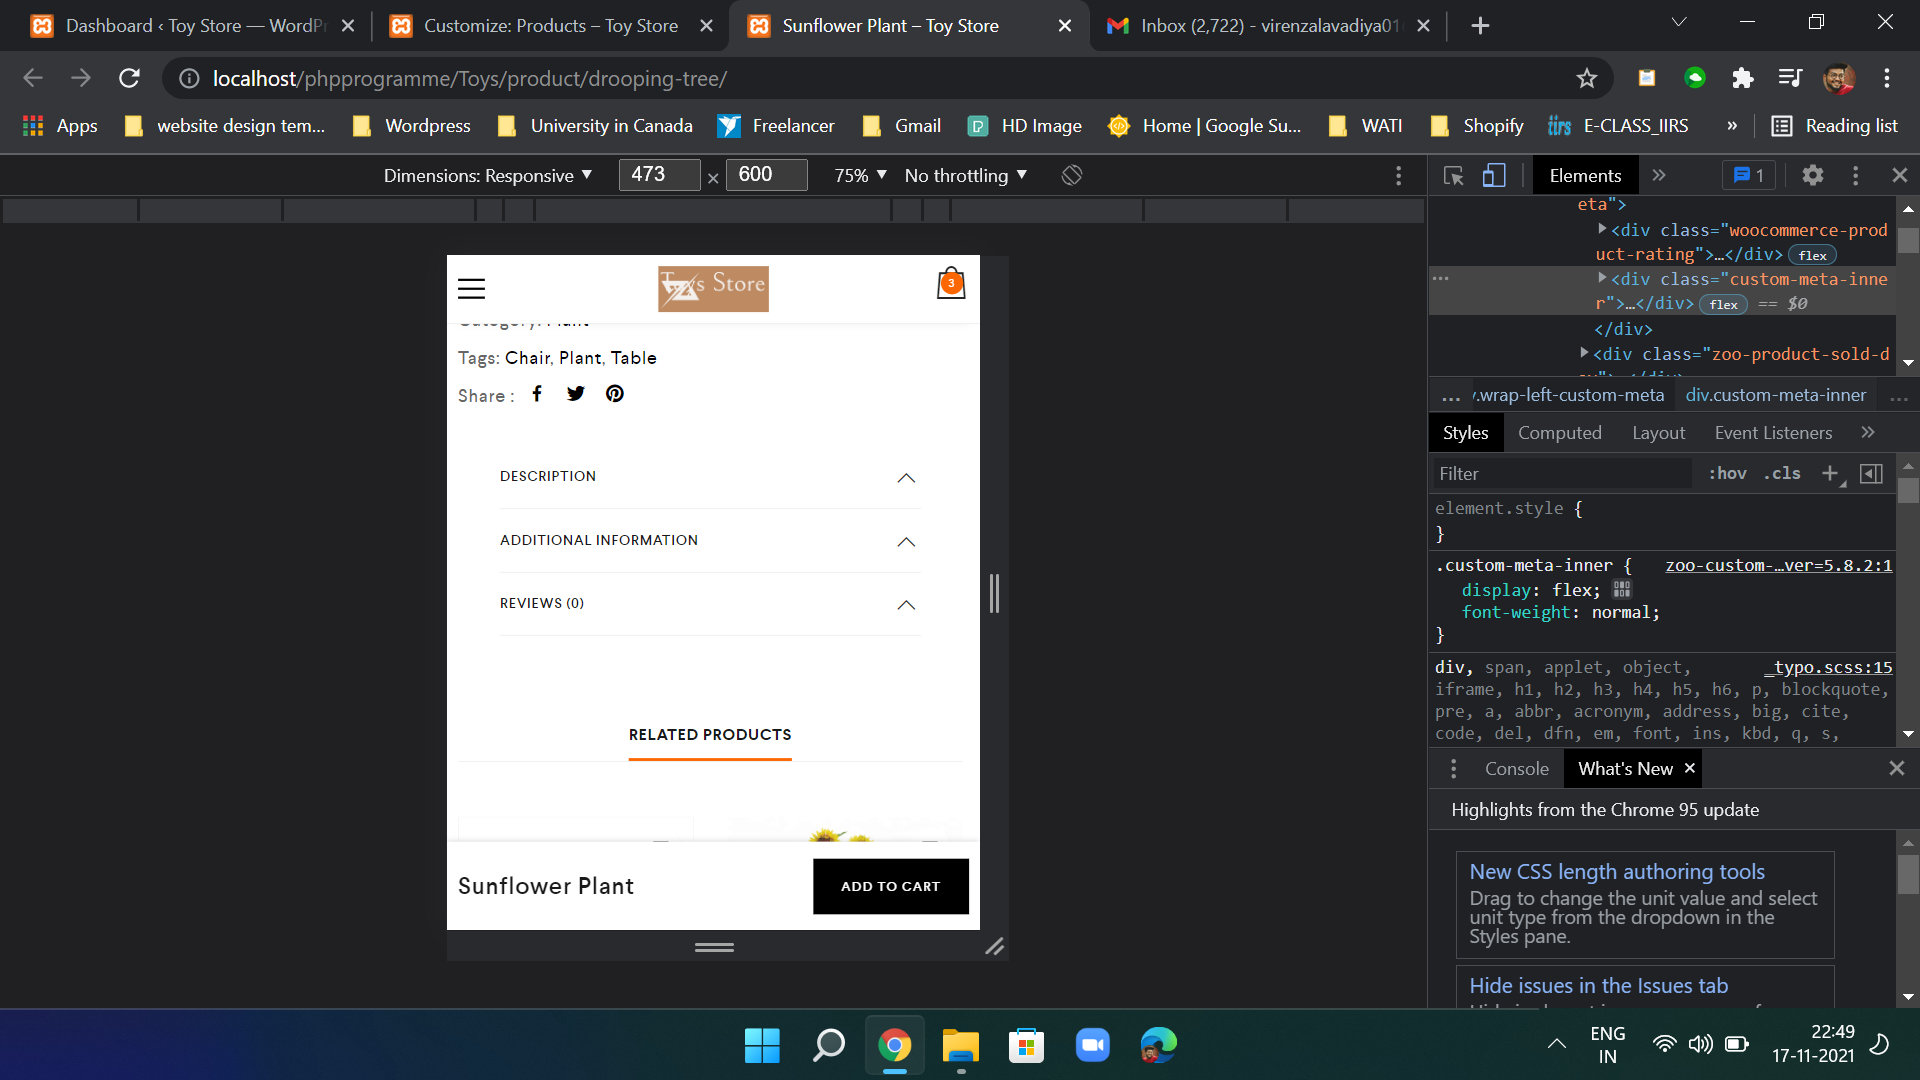 Dashboard ‹ Toy Store — WordPr
Customize: Products – Toy Store
Sunflower Plant – Toy Store
Inbox (2,722) - virenzalavadiya01
localhost/phpprogramme/Toys/product/drooping-tree/
Apps
website design tem...
Wordpress
University in Canada
Freelancer
Gmail
HD Image
Home | Google Su...
WATI
Shopify
E-CLASS_IIRS
»
Reading list
Dimensions: Responsive
473 × 600
75%
No throttling
Elements
1
eta">
<div class="woocommerce-prod
uct-rating">…</div> flex
<div class="custom-meta-inne
r">…</div> flex == $0
</div>
<div class="zoo-product-sold-d
... .wrap-left-custom-meta div.custom-meta-inner ...
Styles Computed Layout Event Listeners
Filter :hov .cls
element.style {
}
.custom-meta-inner { zoo-custom-…ver=5.8.2:1
display: flex;
font-weight: normal;
}
div, span, applet, object, _typo.scss:15
iframe, h1, h2, h3, h4, h5, h6, p, blockquote,
pre, a, abbr, acronym, address, big, cite,
code, del, dfn, em, font, ins, kbd, q, s,
Console What's New
Highlights from the Chrome 95 update
New CSS length authoring tools
Drag to change the unit value and select
unit type from the dropdown in the
Styles pane.
Hide issues in the Issues tab
Toys Store
3
Category: Plant
Tags: Chair, Plant, Table
Share :
DESCRIPTION
ADDITIONAL INFORMATION
REVIEWS (0)
RELATED PRODUCTS
Sunflower Plant
ADD TO CART
ENG
IN
22:49
17-11-2021